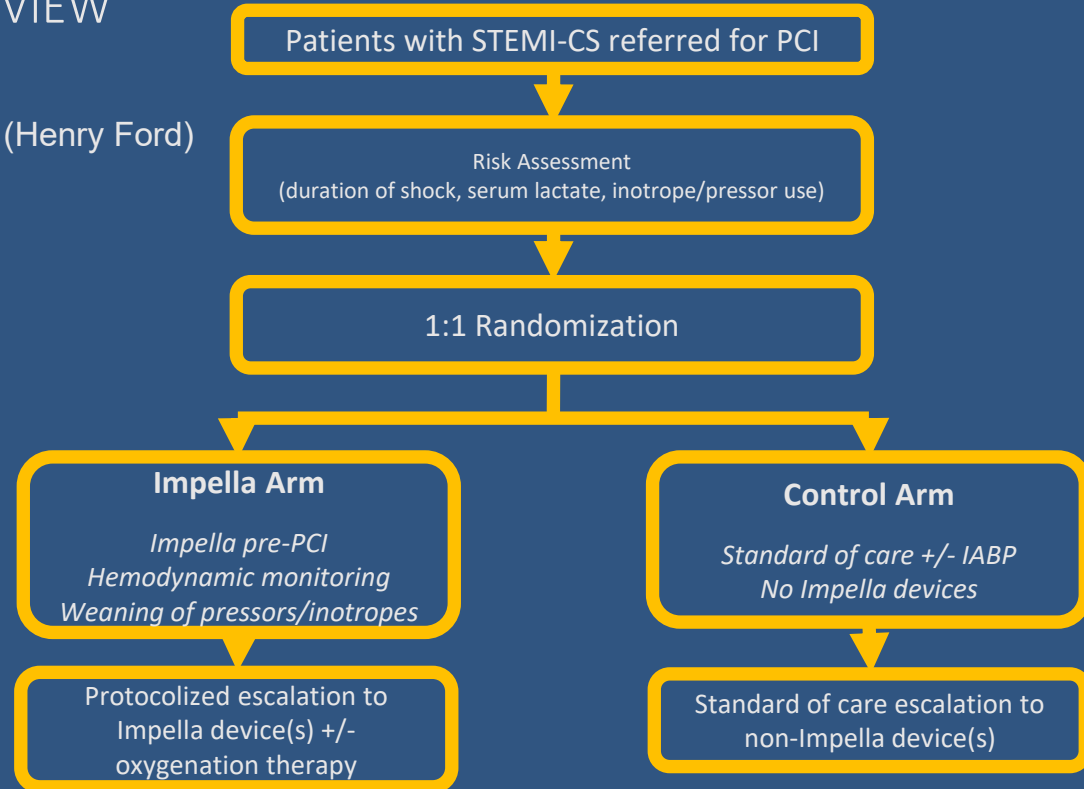 VIEW
(Henry Ford)
Patients with STEMI-CS referred for PCI
Risk Assessment
(duration of shock, serum lactate, inotrope/pressor use)
1:1 Randomization
Impella Arm
Impella pre-PCI
Hemodynamic monitoring
Weaning of pressors/inotropes
Control Arm
Standard of care +/- IABP
No Impella devices
Protocolized escalation to
Impella device(s) +/-
oxygenation therapy
Standard of care escalation to
non-Impella device(s)